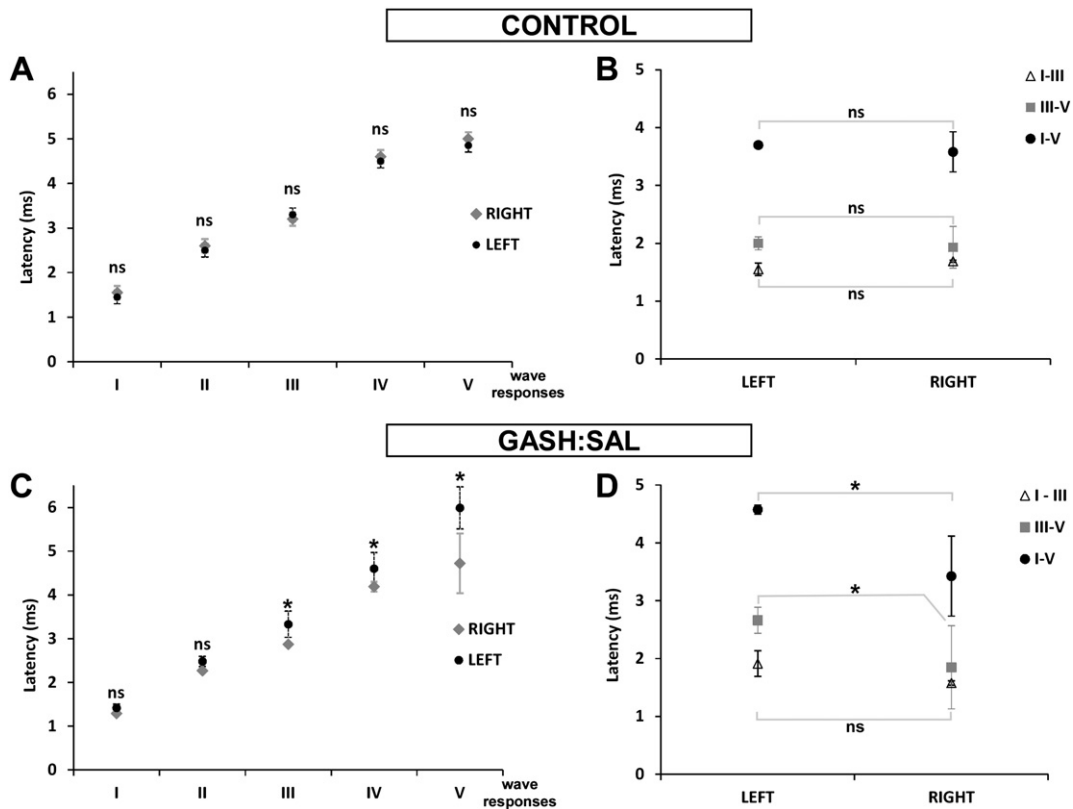 CONTROL
A
6
5
4
3
2
1
0
Latency (ms)
ns
ns
ns
ns
ns
RIGHT
LEFT
I
II
III
IV
V
wave
responses
B
5
4
3
2
1
0
Latency (ms)
ns
ns
ns
I-III
III-V
I-V
LEFT
RIGHT
GASH:SAL
C
6
5
4
3
2
1
0
Latency (ms)
ns
ns
*
*
*
RIGHT
LEFT
I
II
III
IV
V
wave
responses
D
5
4
3
2
1
0
Latency (ms)
*
*
ns
I - III
III-V
I-V
LEFT
RIGHT